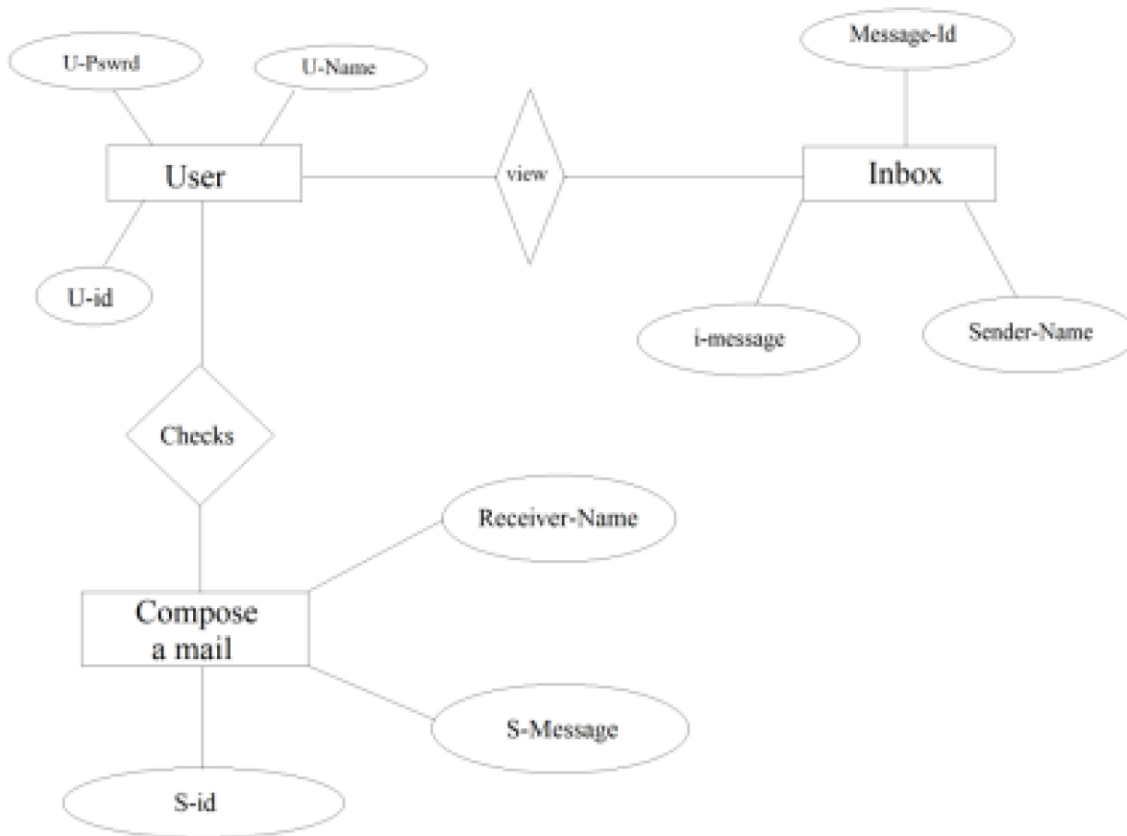 Message-Id
U-Pswrd
U-Name
User
view
Inbox
U-id
i-message
Sender-Name
Checks
Receiver-Name
Compose
a mail
S-Message
S-id